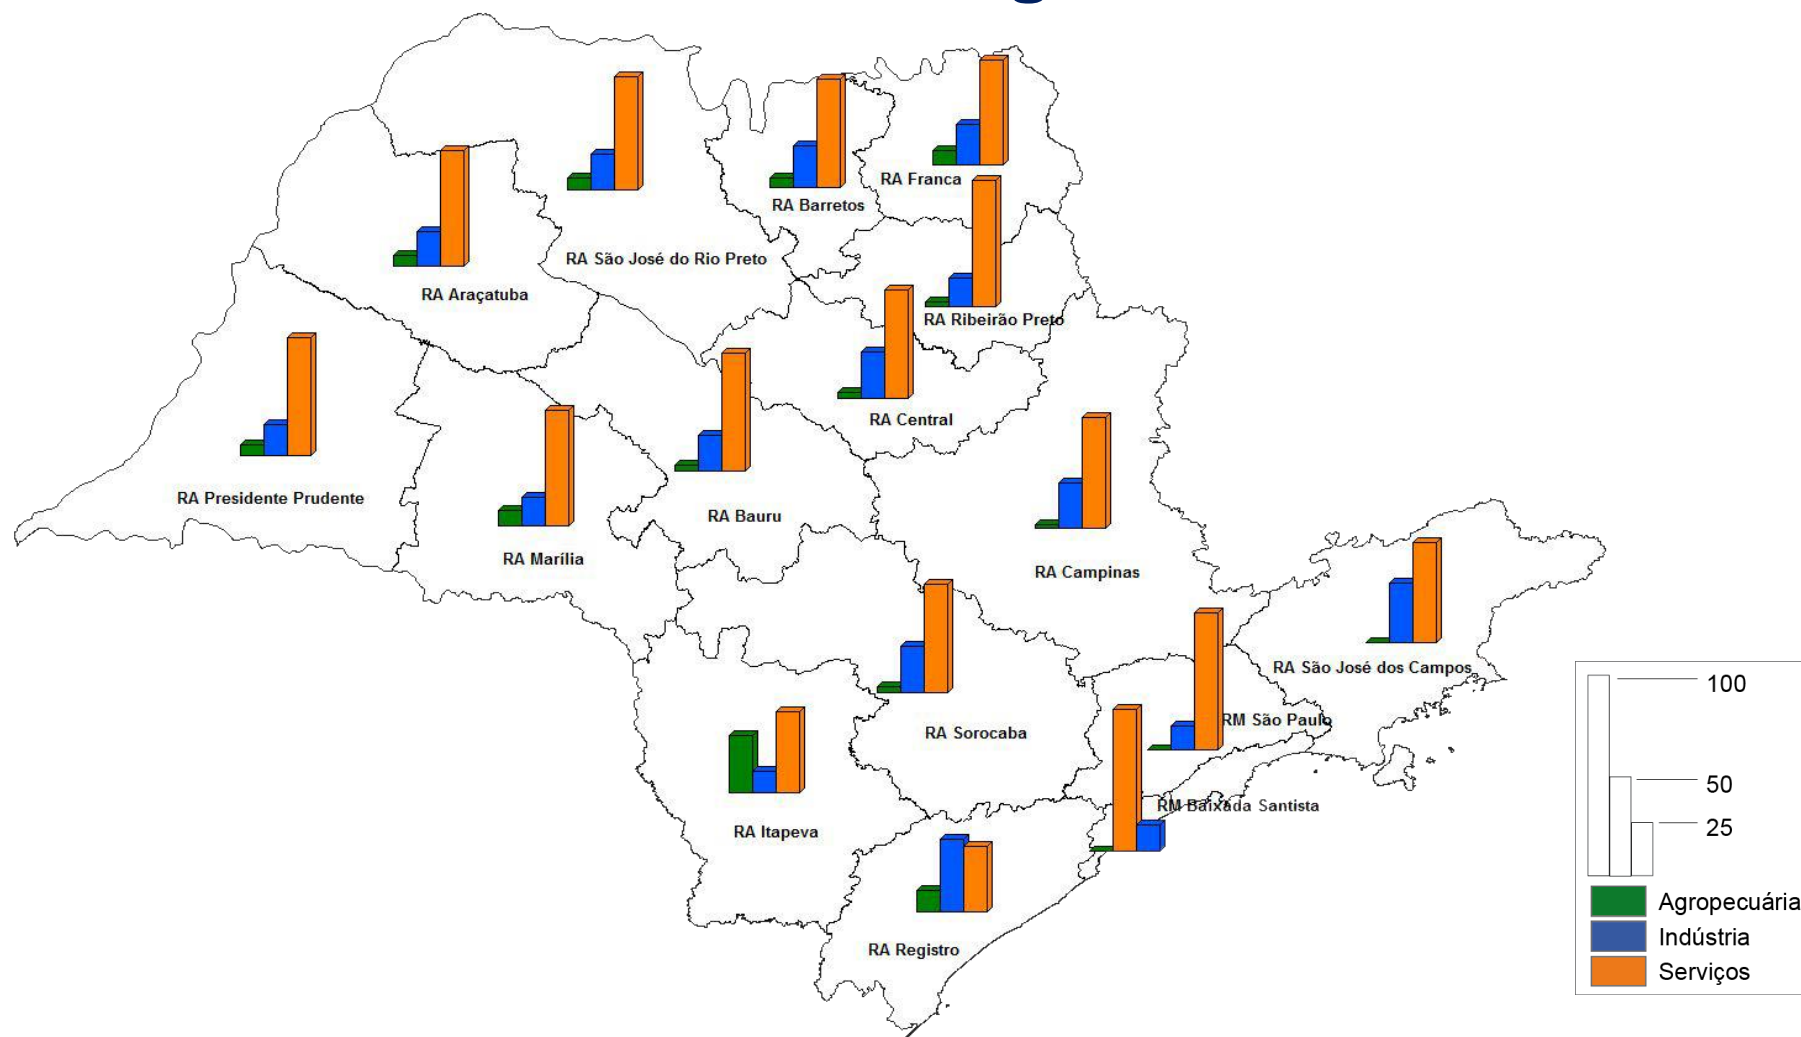 g
RA Franca
RA Barretos
RA São José do Rio Preto
RA Araçatuba
RA Ribeirão Preto
RA Central
RA Presidente Prudente
RA Bauru
RA Marília
RA Campinas
RA São José dos Campos
RM São Paulo
RA Sorocaba
RM Baixada Santista
RA Itapeva
RA Registro
100
50
25
Agropecuária
Indústria
Serviços